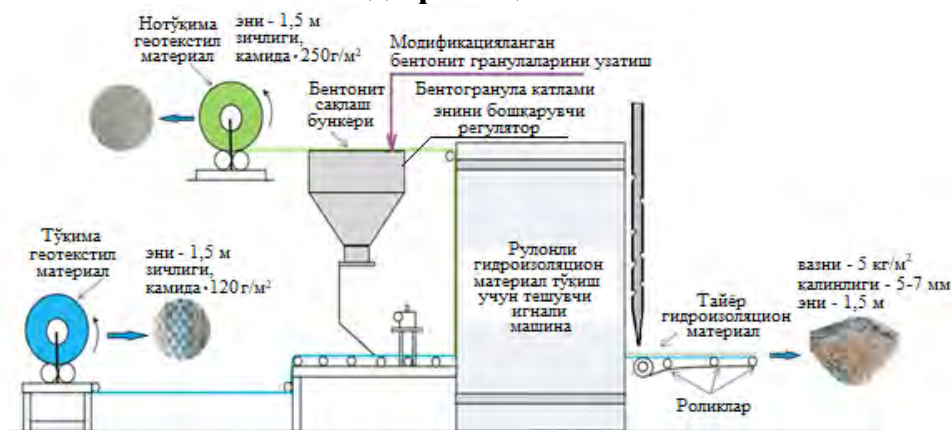 Нотўқима
геотекстил
материал
эни - 1,5 м
зичлиги,
камида • 250г/м²
Модификацияланган
бентонит гранулаларини узатиш
Бентонит
сақлаш
бункери
Бентогранула катлами
энини бошқарувчи
регулятор
Тўқима
геотекстил
материал
эни - 1,5 м
зичлиги,
камида • 120г/м²
Рулонли
гидроизоляцион
материал тўқиш
учун тешувчи
игнали
машина
вазни - 5 кг/м²
калинлиги - 5-7 мм
эни - 1,5 м
Тайёр
гидроизоляцион
материал
Роликлар